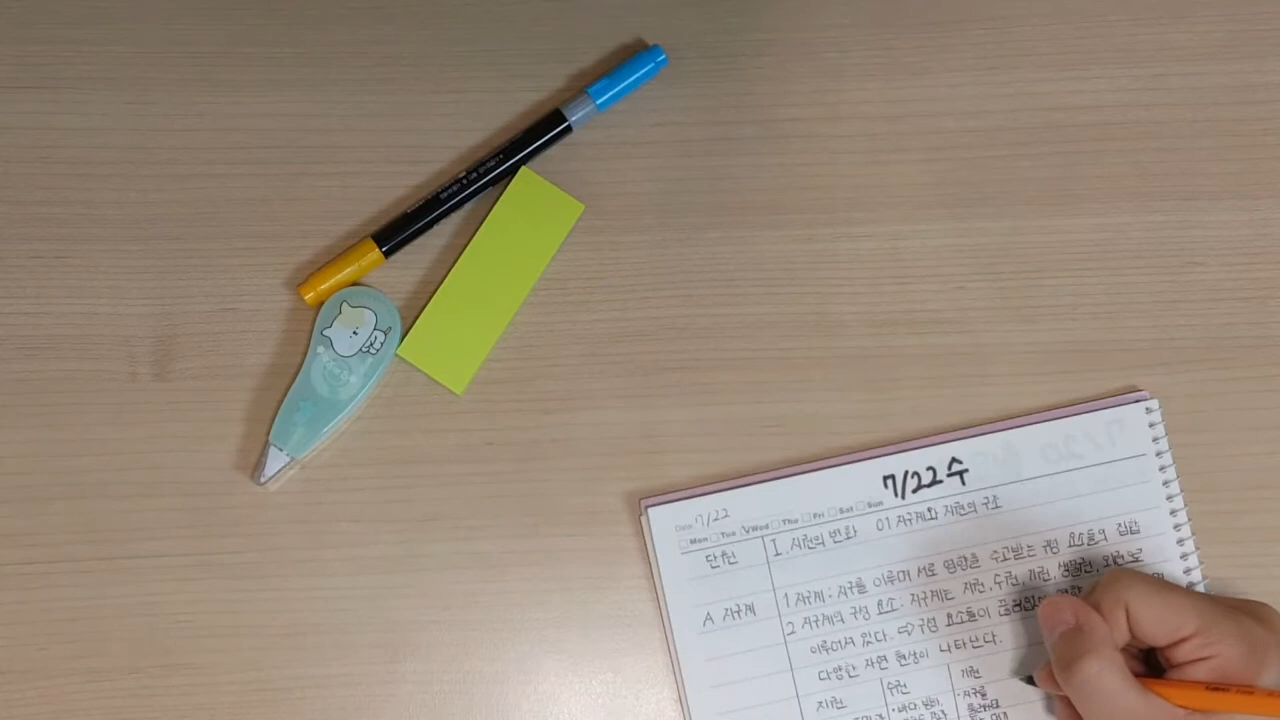 7/22 수
Date 7/22
Mon Tue Wed Thu Fri Sat Sun
단원 I. 지권의 변화 01 지구계와 지권의 구조
A 지구계 1 지구계 : 지구를 이루며 서로 영향을 주고받는 구성 요소들의 집합
2 지구계의 구성 요소 : 지구계는 지권, 수권, 기권, 생물권, 외권으로
이루어져 있다. ⇨ 구성 요소들이 끊임없이
다양한 자연 현상이 나타난다.
지권 수권 기권
·바다, 빙하, ·지구를